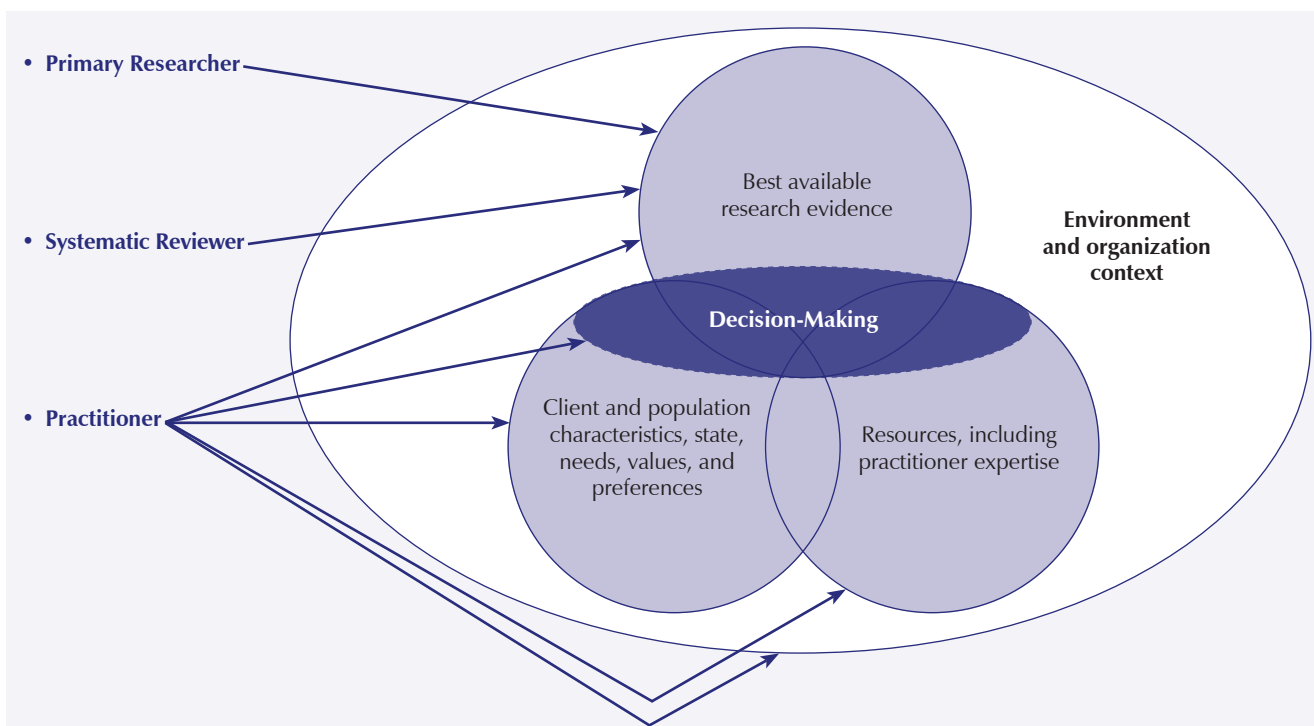 • Primary Researcher
• Systematic Reviewer
• Practitioner
Best available
research evidence
Environment
and organization
context
Decision-Making
Client and population
characteristics, state,
needs, values, and
preferences
Resources, including
practitioner expertise